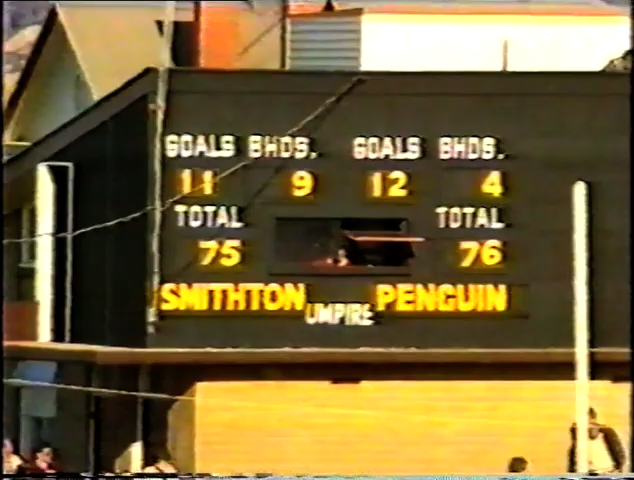 GOALS BHDS. GOALS BHDS.
11 9 12 4
TOTAL TOTAL
75 76
SMITHTON PENGUIN
UMPIRE